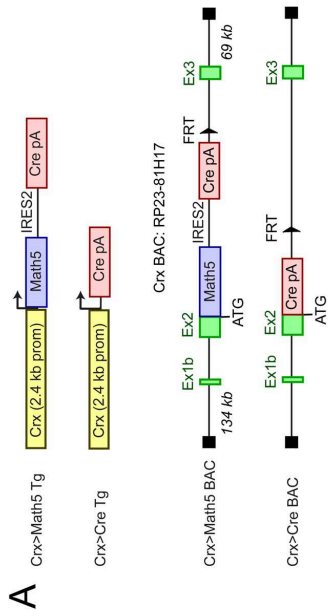 A
Crx>Math5 Tg
Crx (2.4 kb prom)
Math5
IRES2
Cre pA
Crx>Cre Tg
Crx (2.4 kb prom)
Cre pA
Crx BAC: RP23-81H17
Crx>Math5 BAC
Ex1b
Ex2
Math5
IRES2
Cre pA
FRT
Ex3
134 kb
ATG
69 kb
Crx>Cre BAC
Ex1b
Ex2
Cre pA
FRT
Ex3
ATG